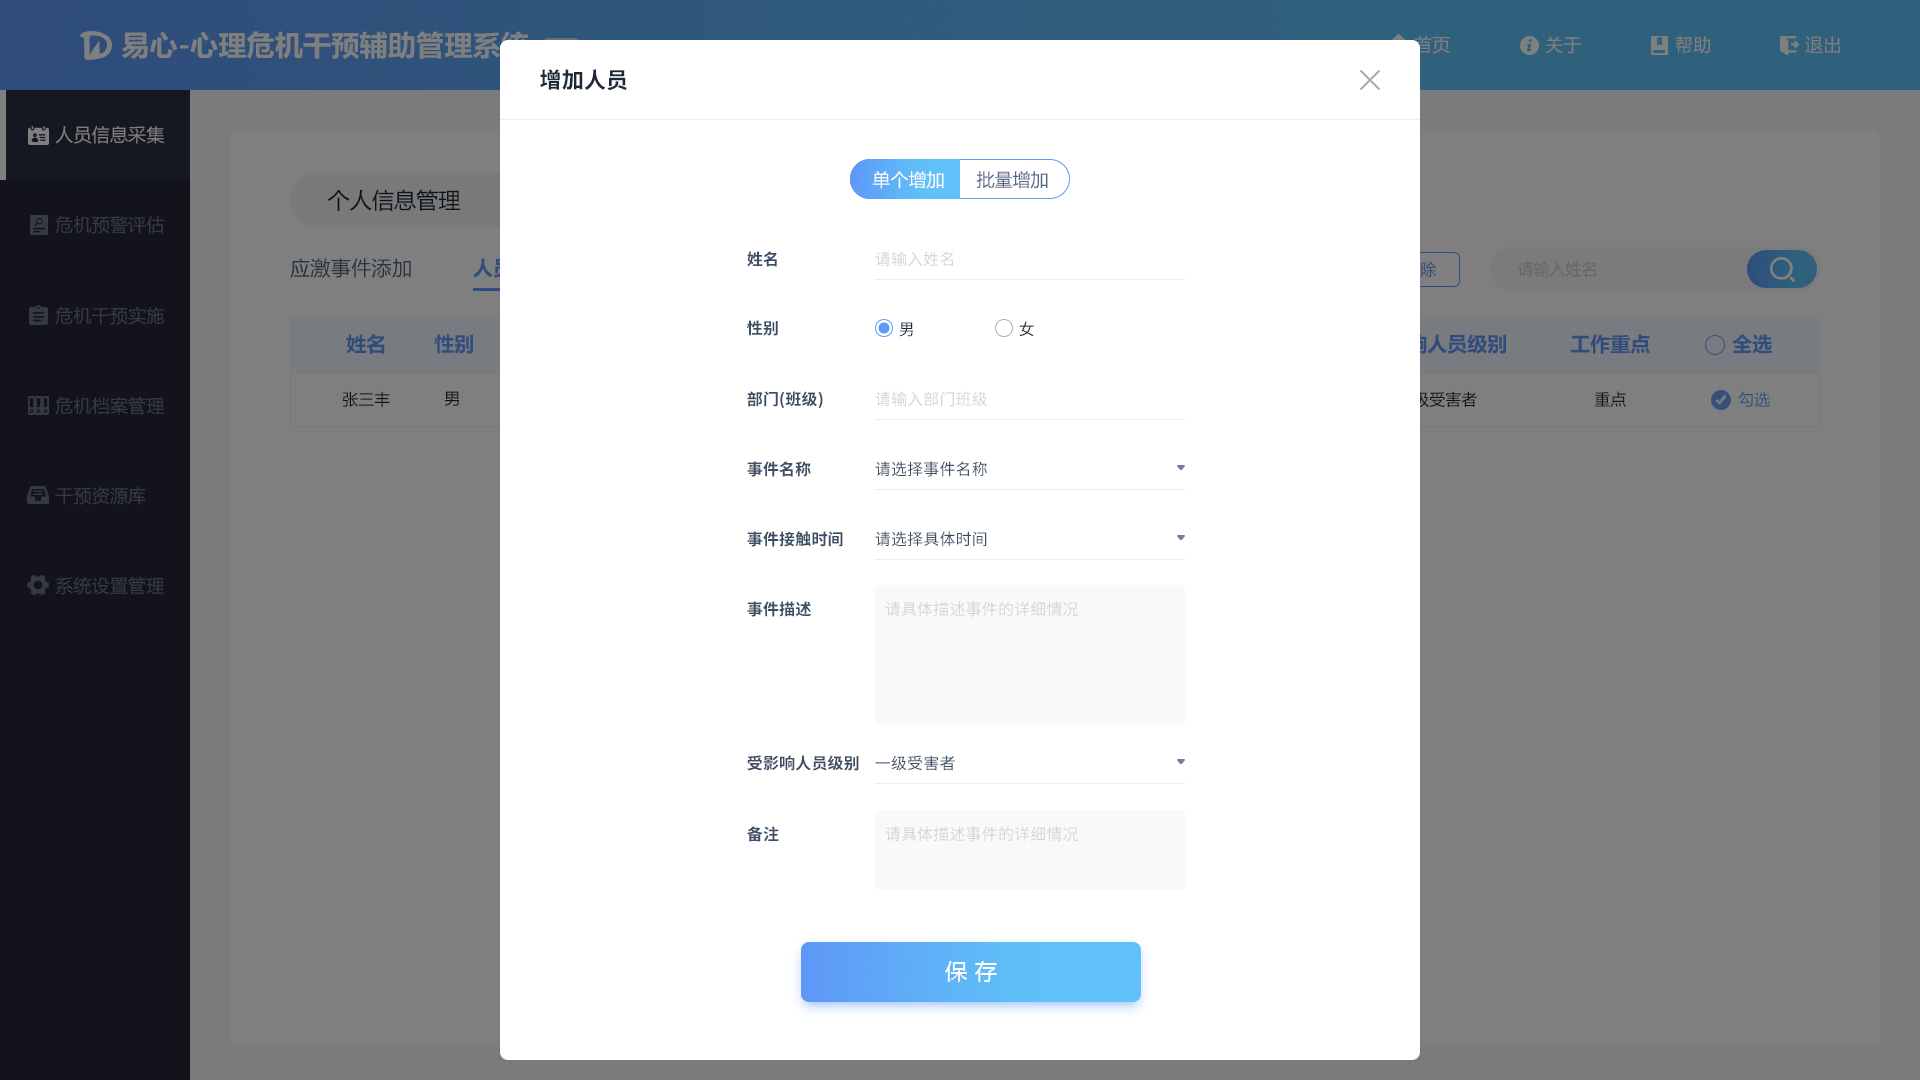 易心-心理危机干预辅助管理系统
首页
关于
帮助
退出
人员信息采集
危机预警评估
危机干预实施
危机档案管理
干预资源库
系统设置管理
个人信息管理
应激事件添加
人员
除
请输入姓名
姓名
性别
人员级别
工作重点
全选
张三丰
男
级受害者
重点
勾选
增加人员
单个增加
批量增加
姓名
请输入姓名
性别
男
女
部门(班级)
请输入部门班级
事件名称
请选择事件名称
事件接触时间
请选择具体时间
事件描述
请具体描述事件的详细情况
受影响人员级别
一级受害者
备注
请具体描述事件的详细情况
保 存